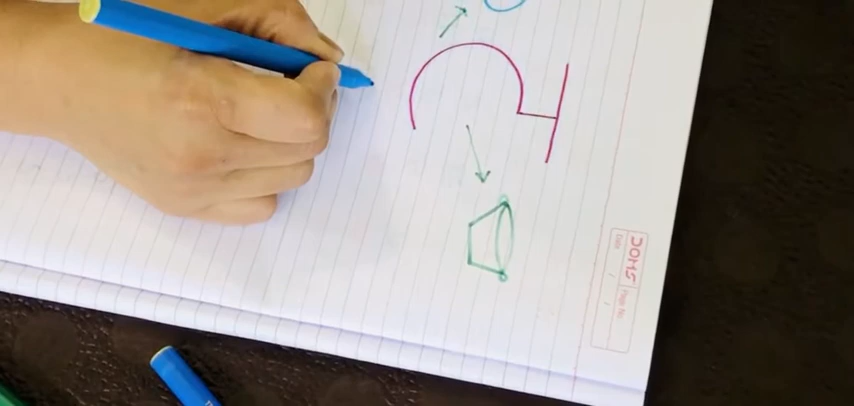 DOMS Page No.
Date / /
ट